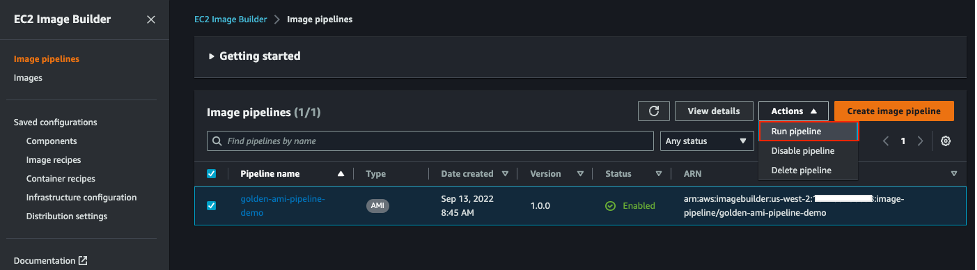 EC2 Image Builder
Image pipelines
Images
Saved configurations
Components
Image recipes
Container recipes
Infrastructure configuration
Distribution settings
Documentation
EC2 Image Builder > Image pipelines
Getting started
Image pipelines (1/1)
View details
Actions
Create image pipeline
Run pipeline
Disable pipeline
Delete pipeline
Find pipelines by name
Any status
1
Pipeline name
Type
Date created
Version
Status
ARN
golden-ami-pipeline-
demo
AMI
Sep 13, 2022
8:45 AM
1.0.0
Enabled
arn:aws:imagebuilder:us-west-2:1 :image-
pipeline/golden-ami-pipeline-demo